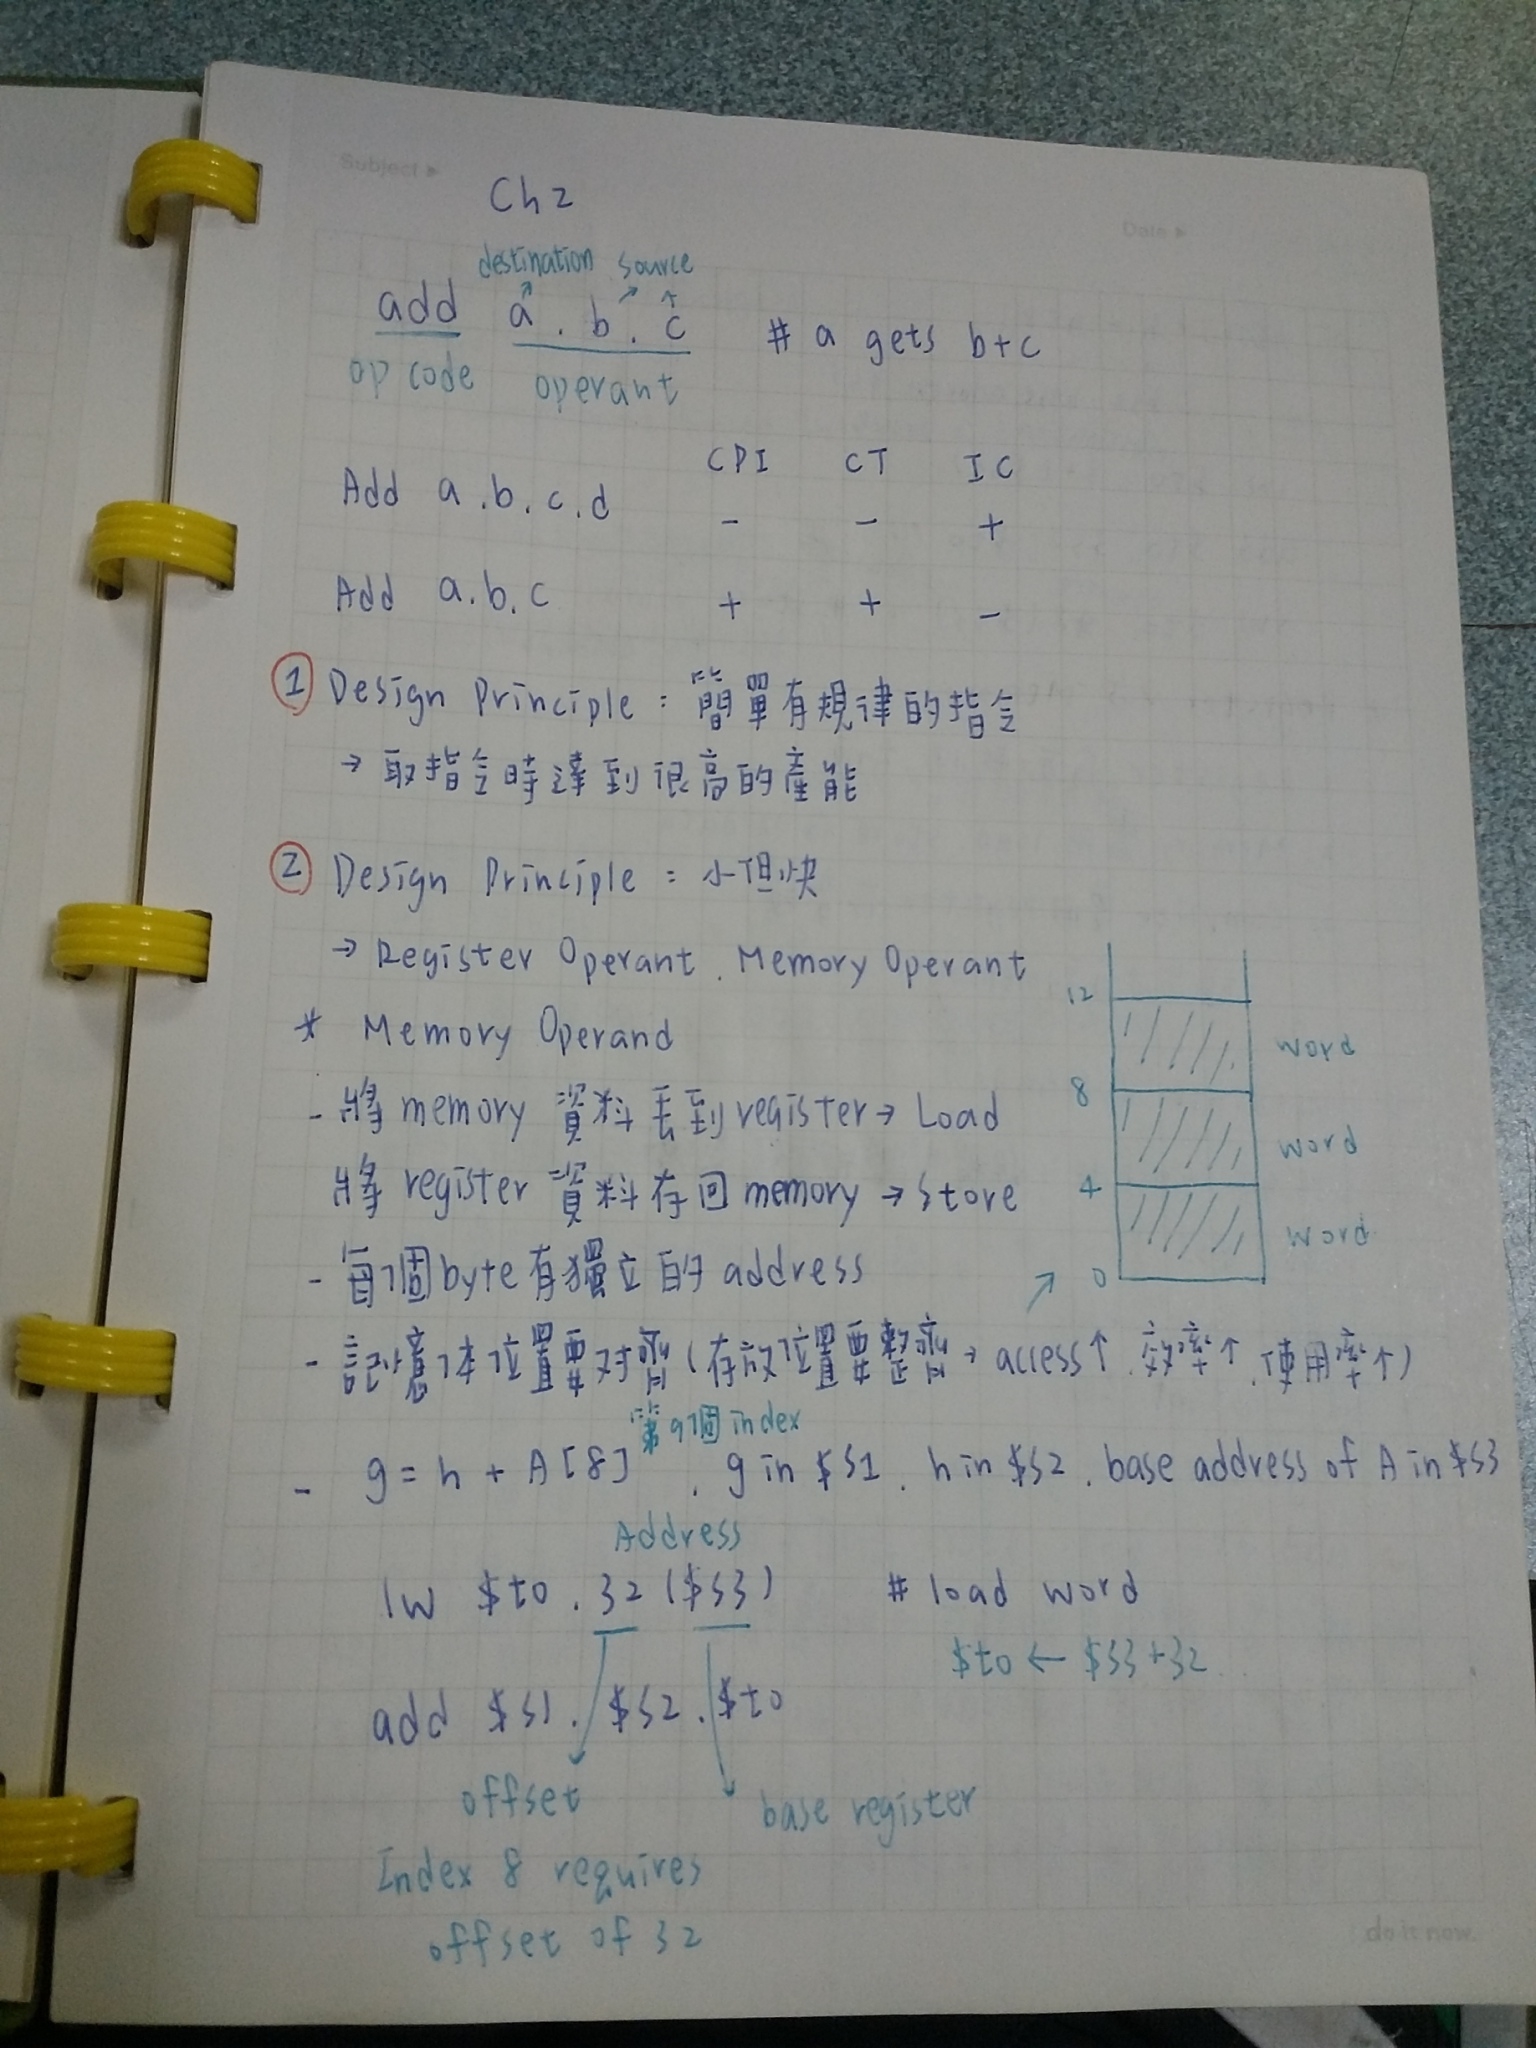 Subject ▶
Ch2
Date ▶
destination source
add a . b . c # a gets b+c
op code operant
CPI CT IC
Add a . b . c . d
- - +
Add a . b . c + + -
① Design Principle : 簡單有規律的指令
→ 取指令時達到很高的產能
② Design Principle : 小但快
→ Register Operant . Memory Operant
* Memory Operand
- 將 memory 資料丟到 register → Load
將 register 資料存回 memory → Store
- 每個 byte 有獨立的 address
12
word
8
word
4
word
0
- 記憶体位置要对齊 (存放位置要整齊 → access↑ . 效率↑ . 使用率↑)
第9個 index
- g = h + A[8] . g in $s1 . h in $s2 . base address of A in $s3
Address
lw $t0 . 32 ($s3) # load word
$t0 ← $s3+32
add $s1 . $s2 . $t0
offset
base register
Index 8 requires
offset of 32
do it now.